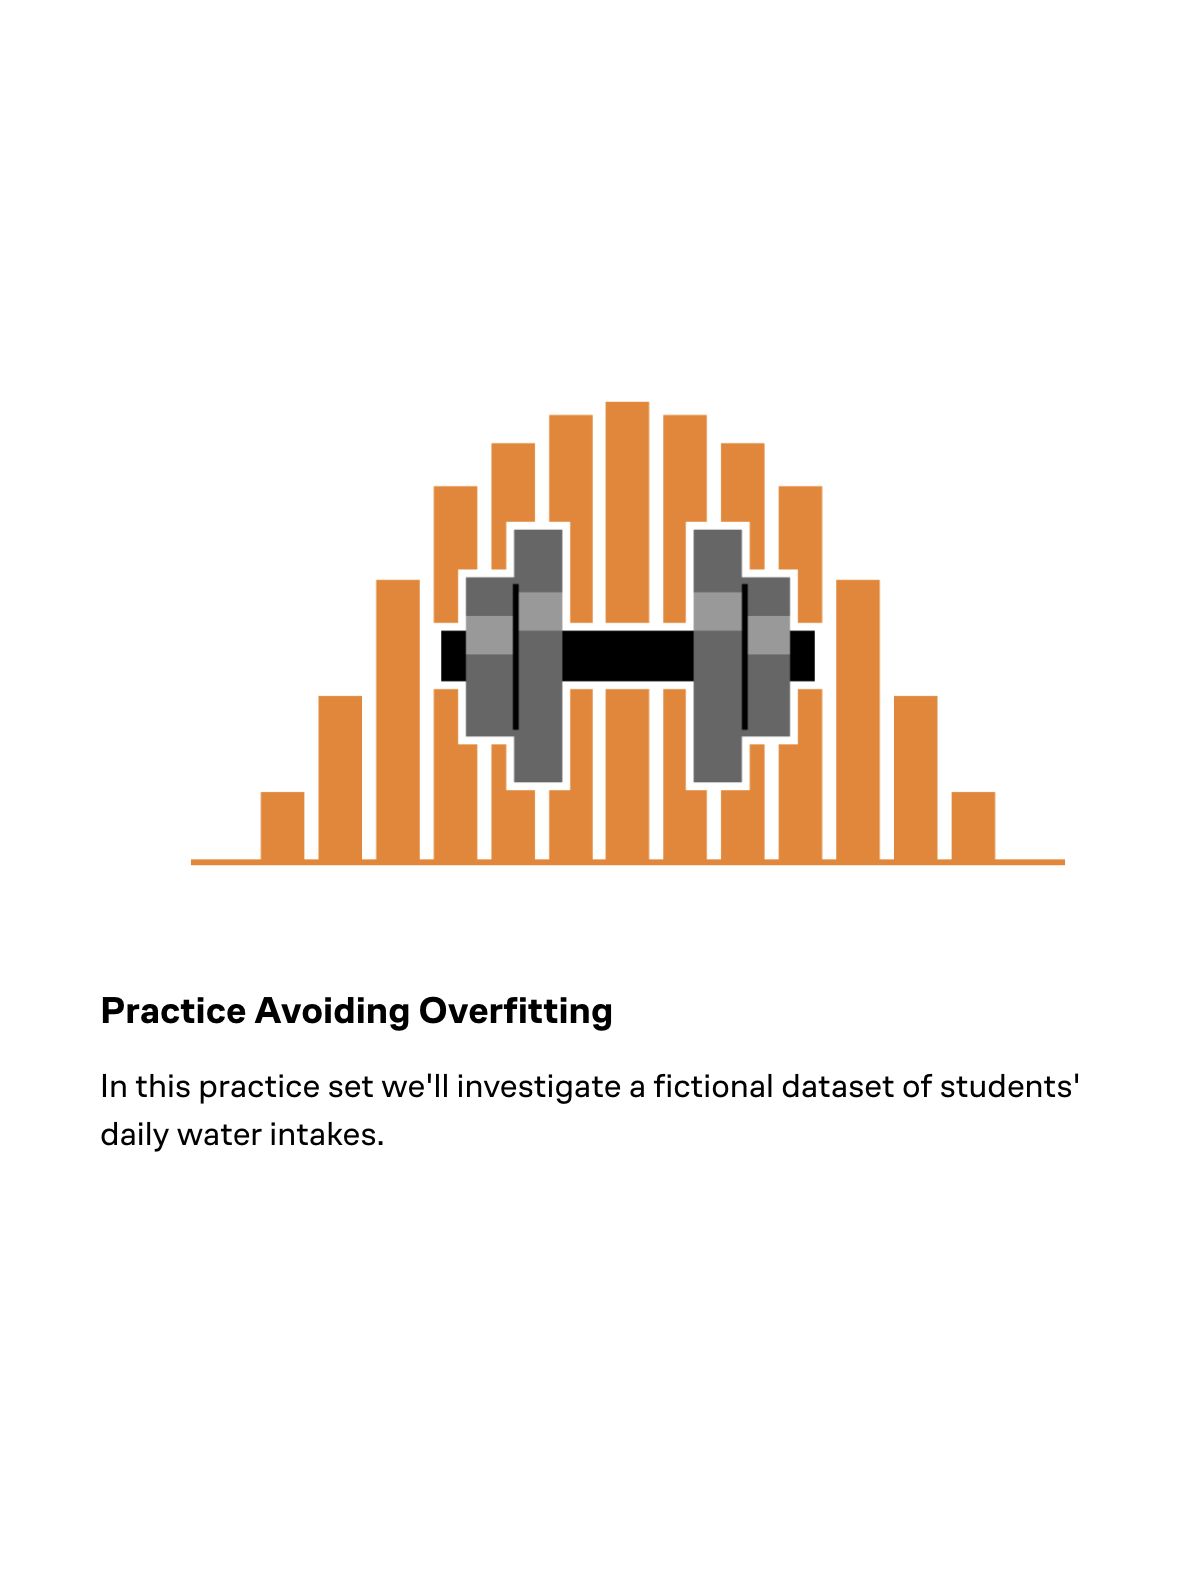 Practice Avoiding Overfitting
In this practice set we'll investigate a fictional dataset of students'
daily water intakes.